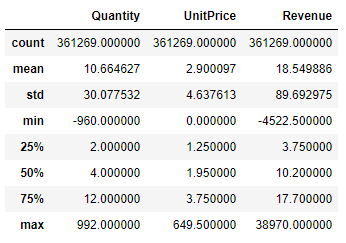 Quantity UnitPrice Revenue
count 361269.000000 361269.000000 361269.000000
mean 10.664627 2.900097 18.549886
std 30.077532 4.637613 89.692975
min -960.000000 0.000000 -4522.500000
25% 2.000000 1.250000 3.750000
50% 4.000000 1.950000 10.200000
75% 12.000000 3.750000 17.700000
max 992.000000 649.500000 38970.000000